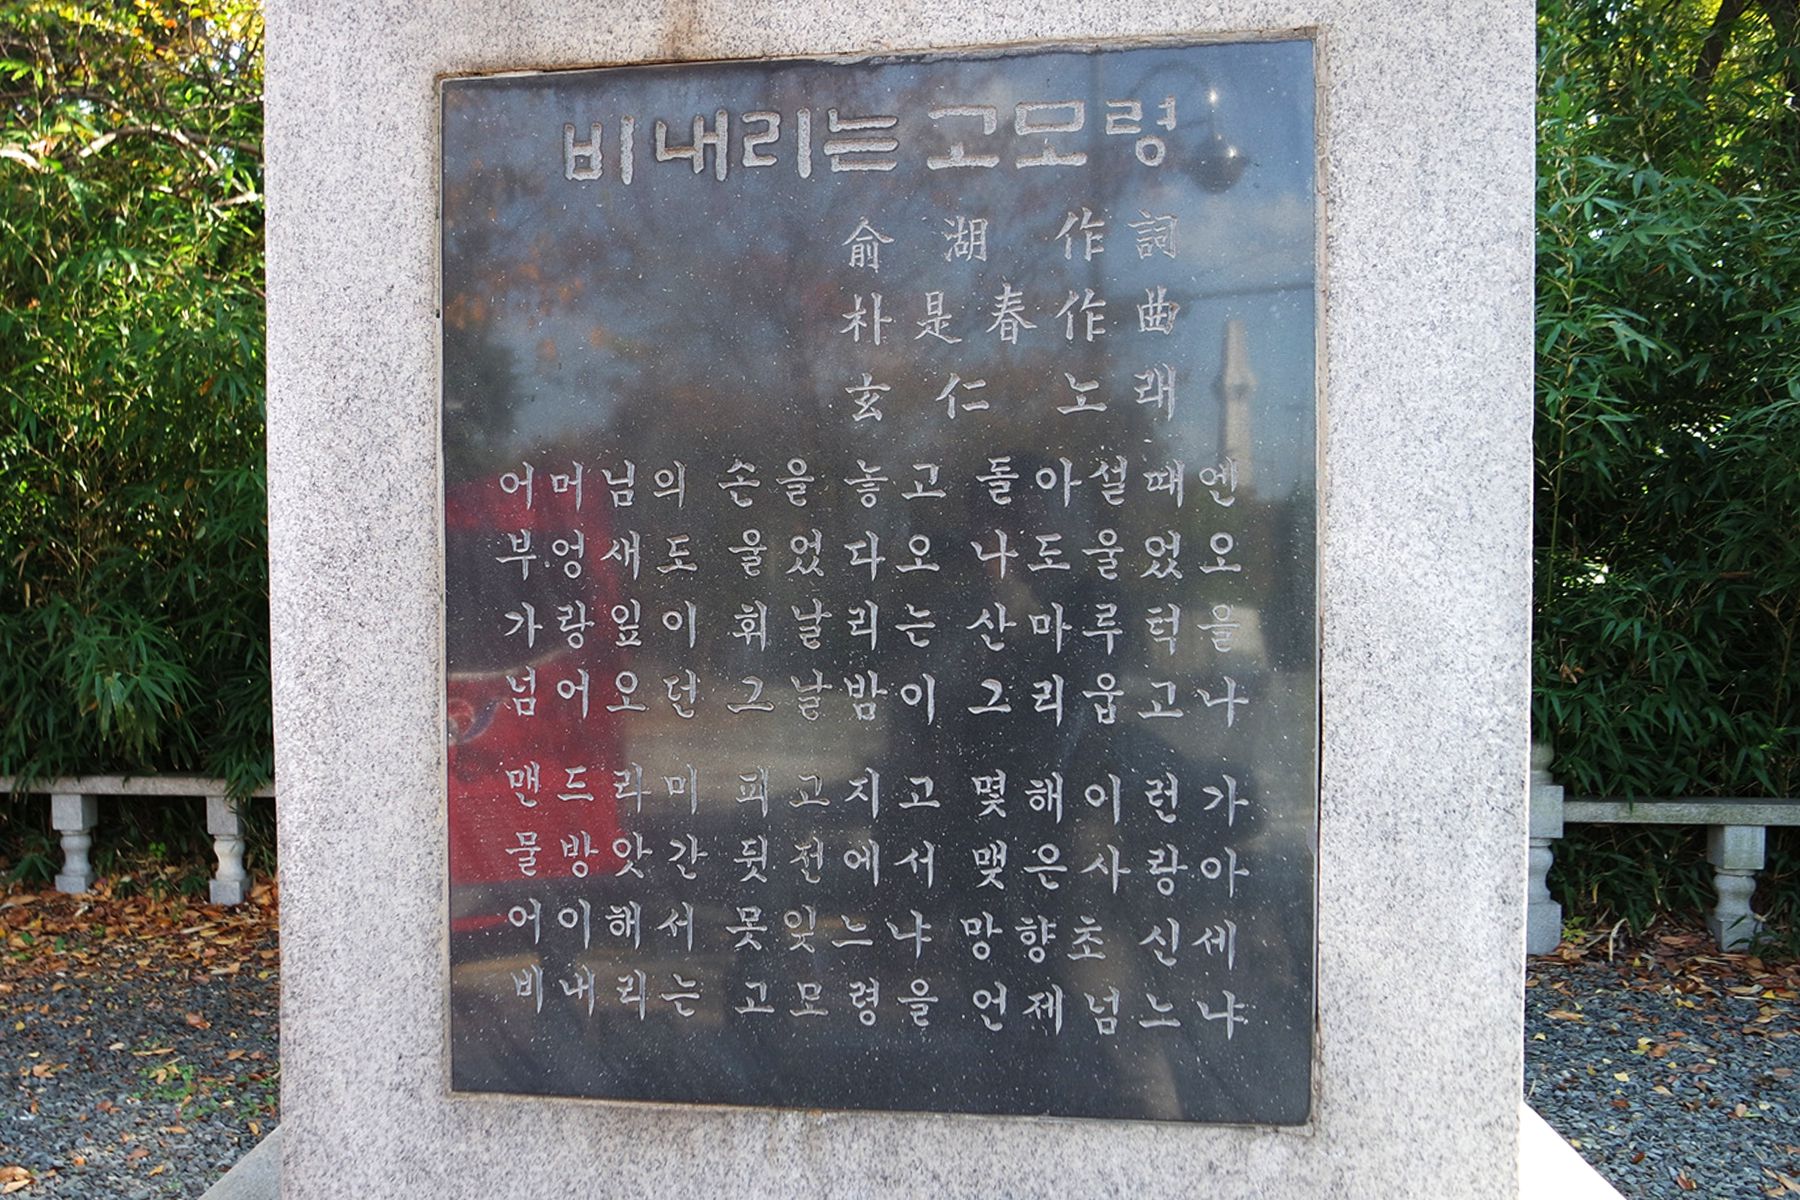 비 내리는 고모령
俞湖 作詞
朴是春 作曲
玄仁 노래
어머님의 손을 놓고 돌아설때엔
부엉새도 울었다오 나도울었오
가랑잎이 휘날리는 산마루턱을
넘어오던 그날밤이 그리웁고나
맨드라미 피고지고 몇해이런가
물방앗간 뒷전에서 맺은사랑아
어이해서 못잊느냐 망향초 신세
비내리는 고모령을 언제넘느냐